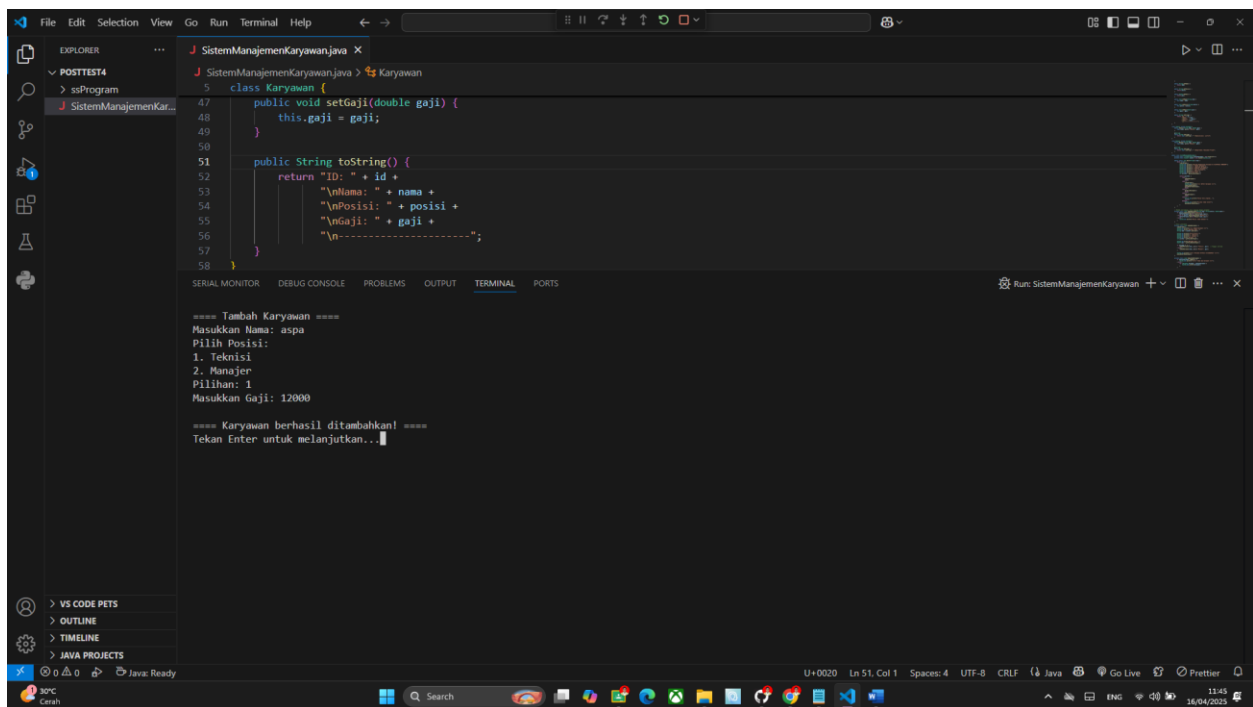 File Edit Selection View Go Run Terminal Help
EXPLORER
SistemManajemenKaryawan.java
POSTTEST4
SistemManajemenKaryawan.java > Karyawan
ssProgram
SistemManajemenKar...
5 class Karyawan {
47 public void setGaji(double gaji) {
48 this.gaji = gaji;
49 }
50
51 public String toString() {
52 return "ID: " + id +
53 "\nNama: " + nama +
54 "\nPosisi: " + posisi +
55 "\nGaji: " + gaji +
56 "\n----------------------";
57 }
58 }
SERIAL MONITOR DEBUG CONSOLE PROBLEMS OUTPUT TERMINAL PORTS
Run: SistemManajemenKaryawan
==== Tambah Karyawan ====
Masukkan Nama: aspa
Pilih Posisi:
1. Teknisi
2. Manajer
Pilihan: 1
Masukkan Gaji: 12000
==== Karyawan berhasil ditambahkan! ====
Tekan Enter untuk melanjutkan...
VS CODE PETS
OUTLINE
TIMELINE
JAVA PROJECTS
0 0 Java: Ready
U+0020 Ln 51, Col 1 Spaces: 4 UTF-8 CRLF Java Go Live Prettier
30°C
Cerah
Search
ENG
11:45
16/04/2025